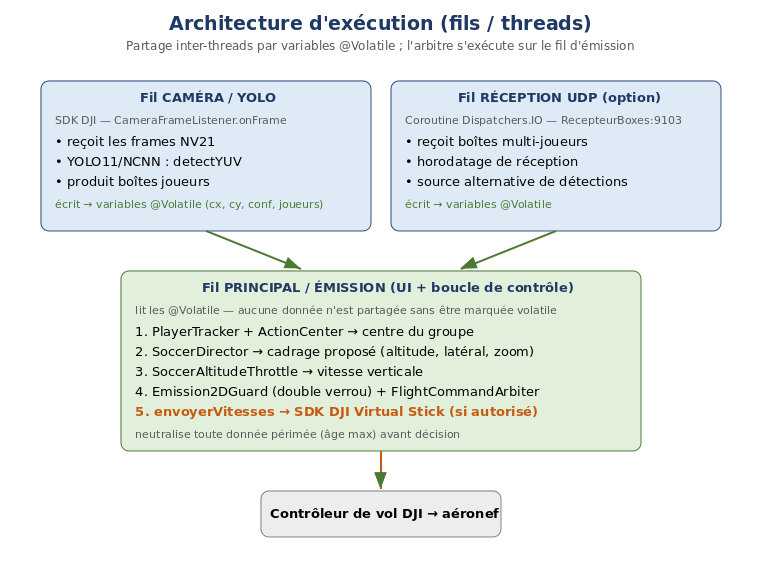 Architecture d'exécution (fils / threads)
Partage inter-threads par variables @Volatile ; l'arbitre s'exécute sur le fil d'émission
Fil CAMÉRA / YOLO
SDK DJI — CameraFrameListener.onFrame
• reçoit les frames NV21
• YOLO11/NCNN : detectYUV
• produit boîtes joueurs
écrit → variables @Volatile (cx, cy, conf, joueurs)
Fil RÉCEPTION UDP (option)
Coroutine Dispatchers.IO — RecepteurBoxes:9103
• reçoit boîtes multi-joueurs
• horodatage de réception
• source alternative de détections
écrit → variables @Volatile
Fil PRINCIPAL / ÉMISSION (UI + boucle de contrôle)
lit les @Volatile — aucune donnée n'est partagée sans être marquée volatile
1. PlayerTracker + ActionCenter → centre du groupe
2. SoccerDirector → cadrage proposé (altitude, latéral, zoom)
3. SoccerAltitudeThrottle → vitesse verticale
4. Emission2DGuard (double verrou) + FlightCommandArbiter
5. envoyerVitesses → SDK DJI Virtual Stick (si autorisé)
neutralise toute donnée périmée (âge max) avant décision
Contrôleur de vol DJI → aéronef